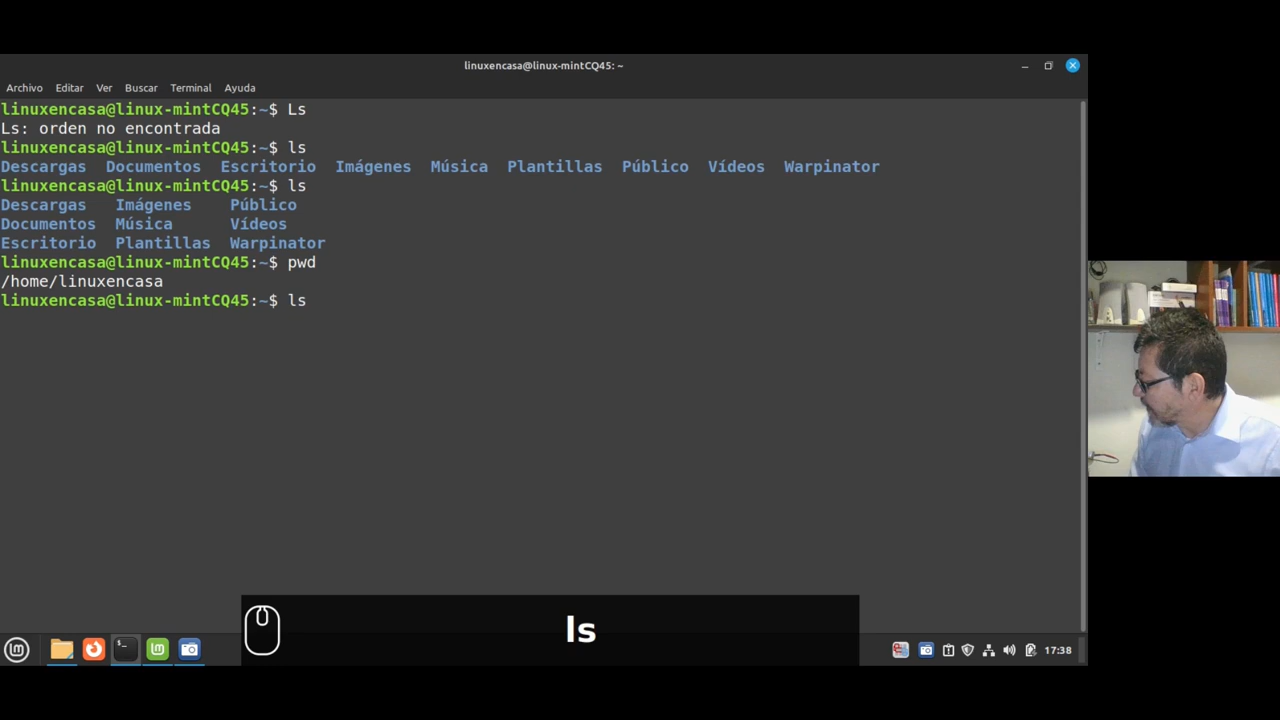 linuxencasa@linux-mintCQ45: ~
Archivo Editar Ver Buscar Terminal Ayuda
linuxencasa@linux-mintCQ45:~$ Ls
Ls: orden no encontrada
linuxencasa@linux-mintCQ45:~$ ls
Descargas Documentos Escritorio Imágenes Música Plantillas Público Vídeos Warpinator
linuxencasa@linux-mintCQ45:~$ ls
Descargas Imágenes Público
Documentos Música Vídeos
Escritorio Plantillas Warpinator
linuxencasa@linux-mintCQ45:~$ pwd
/home/linuxencasa
linuxencasa@linux-mintCQ45:~$ ls
ls
17:38